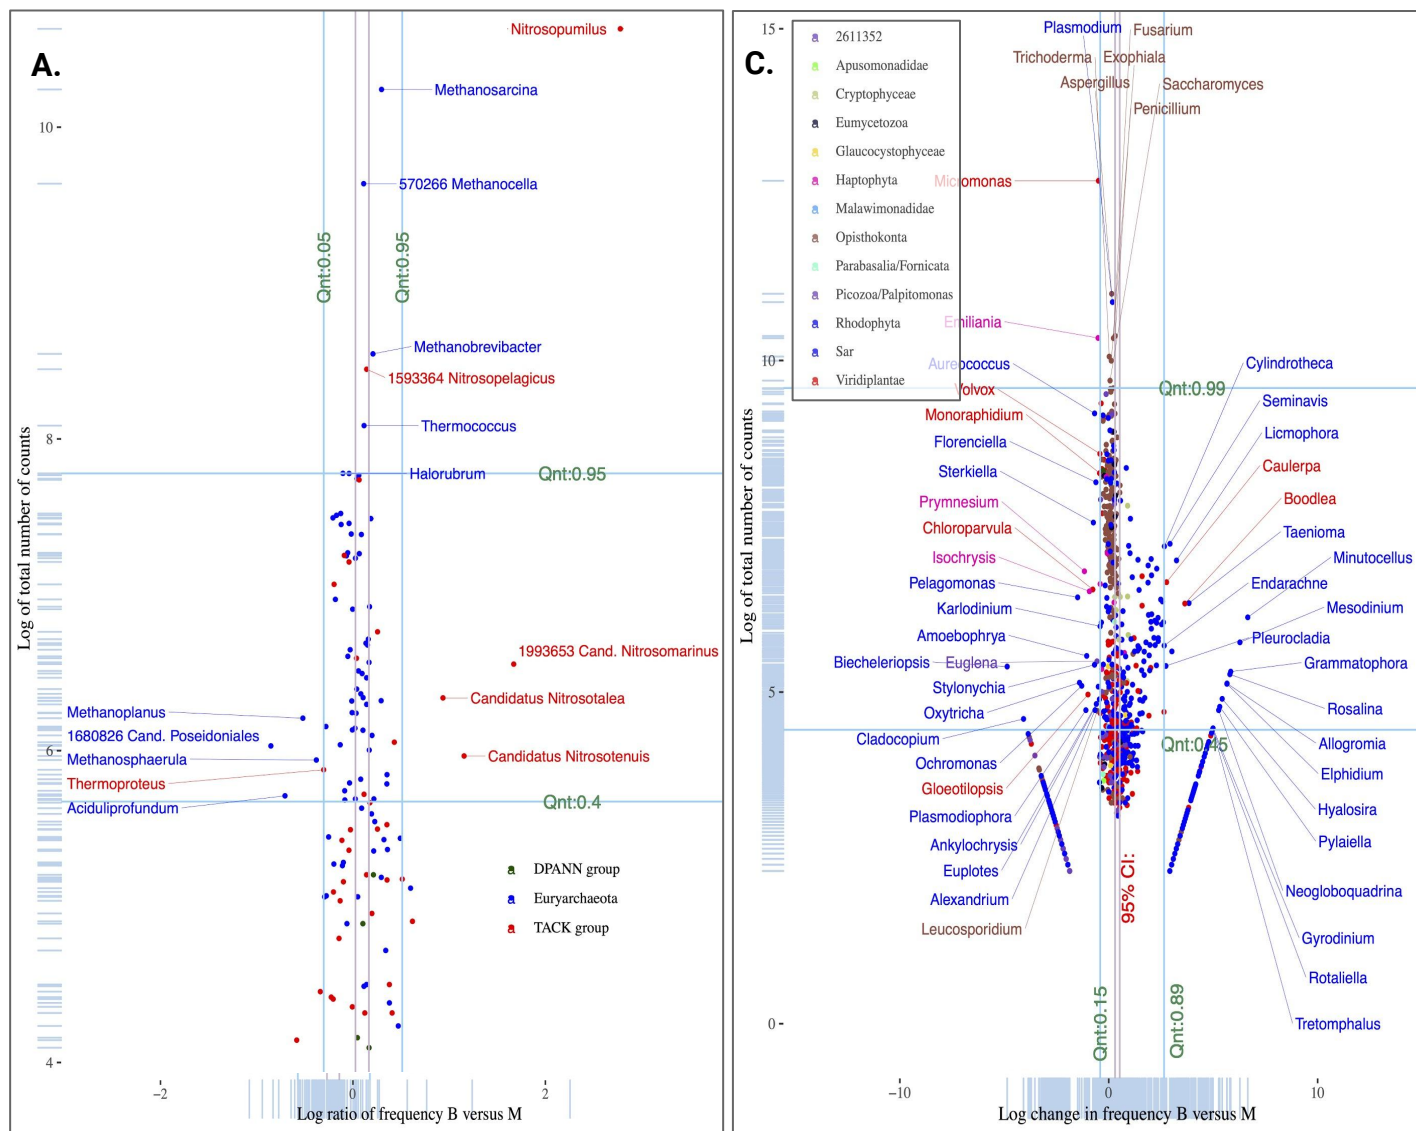 A.
Nitrosopumilus
Methanosarcina
10
570266 Methanocella
Qnt:0.05
Qnt:0.95
Methanobrevibacter
1593364 Nitrosopelagicus
Thermococcus
8
Halorubrum
Qnt:0.95
Log of total number of counts
1993653 Cand. Nitrosomarinus
Candidatus Nitrosotalea
Methanoplanus
1680826 Cand. Poseidoniales
6
Methanosphaerula
Candidatus Nitrosotenuis
Thermoproteus
Aciduliprofundum
Qnt:0.4
DPANN group
Euryarchaeota
TACK group
4
-2
0
2
Log ratio of frequency B versus M
C.
15
2611352
Apusomonadidae
Cryptophyceae
Eumycetozoa
Glaucocystophyceae
Haptophyta
Malawimonadidae
Opisthokonta
Parabasalia/Fornicata
Picozoa/Palpitomonas
Rhodophyta
Sar
Viridiplantae
Plasmodium
Fusarium
Trichoderma
Exophiala
Aspergillus
Saccharomyces
Penicillium
Micromonas
Emiliania
10
Aureococcus
Cylindrotheca
Volvox
Qnt:0.99
Seminavis
Monoraphidium
Licmophora
Florenciella
Caulerpa
Sterkiella
Boodlea
Prymnesium
Chloroparvula
Taenioma
Isochrysis
Minutocellus
Pelagomonas
Endarachne
Karlodinium
Mesodinium
Amoebophrya
Pleurocladia
Biecheleriopsis
Euglena
Grammatophora
Stylonychia
5
Oxytricha
Rosalina
Cladocopium
Qnt:0.45
Allogromia
Ochromonas
Elphidium
Gloeotilopsis
Hyalosira
Plasmodiophora
Pylaiella
Ankylochrysis
Euplotes
Neogloboquadrina
Alexandrium
Leucosporidium
Gyrodinium
95% CI:
Rotaliella
Tretomphalus
Log of total number of counts
0
Qnt:0.15
Qnt:0.89
-10
0
10
Log change in frequency B versus M